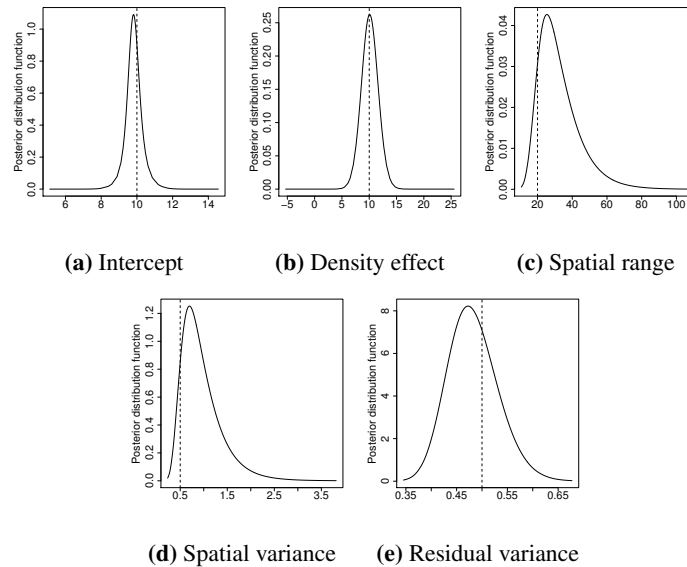 Posterior distribution function
0.0 0.2 0.4 0.6 0.8 1.0
6 8 10 12 14
(a) Intercept
Posterior distribution function
0.00 0.05 0.10 0.15 0.20 0.25
-5 0 5 10 15 20 25
(b) Density effect
Posterior distribution function
0.00 0.01 0.02 0.03 0.04
20 40 60 80 100
(c) Spatial range
Posterior distribution function
0.0 0.2 0.4 0.6 0.8 1.0 1.2
0.5 1.5 2.5 3.5
(d) Spatial variance
Posterior distribution function
0 2 4 6 8
0.35 0.45 0.55 0.65
(e) Residual variance